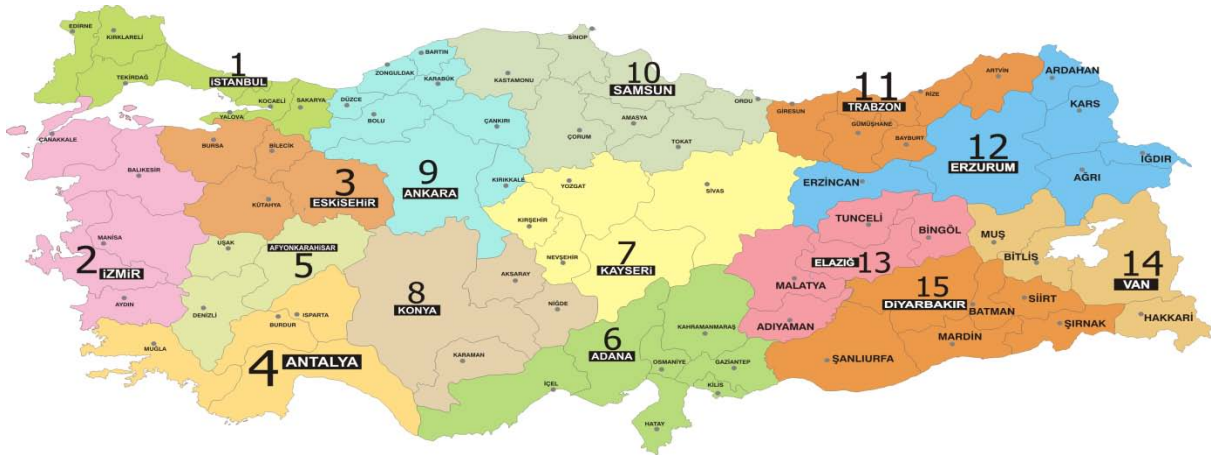 EDİRNE
KIRKLARELİ
TEKİRDAĞ
1
İSTANBUL
KOCAELİ
SAKARYA
YALOVA
ÇANAKKALE
BALIKESİR
MANİSA
2 İZMİR
AYDIN
BURSA
BİLECİK
3
ESKİSEHİR
KÜTAHYA
UŞAK
AFYONKARAHİSAR
5
DENİZLİ
MUĞLA
BURDUR
ISPARTA
4 ANTALYA
BARTIN
ZONGULDAK
KARABÜK
DÜZCE
BOLU
ÇANKIRI
9
ANKARA
KIRIKKALE
SİNOP
KASTAMONU
10
SAMSUN
ORDU
AMASYA
ÇORUM
TOKAT
YOZGAT
SİVAS
KIRŞEHİR
NEVŞEHİR
7
KAYSERİ
8
KONYA
AKSARAY
NİĞDE
KARAMAN
6
ADANA
KAHRAMANMARAŞ
OSMANİYE
GAZİANTEP
KİLİS
İÇEL
HATAY
11
TRABZON
GİRESUN
RİZE
ARTVİN
GÜMÜŞHANE
BAYBURT
ARDAHAN
KARS
12
ERZURUM
IĞDIR
AĞRI
ERZİNCAN
TUNCELİ
BİNGÖL
ELAZIĞ 13
MALATYA
ADIYAMAN
MUŞ
BİTLİS
14
VAN
HAKKARİ
15
DİYARBAKIR
SİİRT
BATMAN
ŞIRNAK
MARDİN
ŞANLIURFA